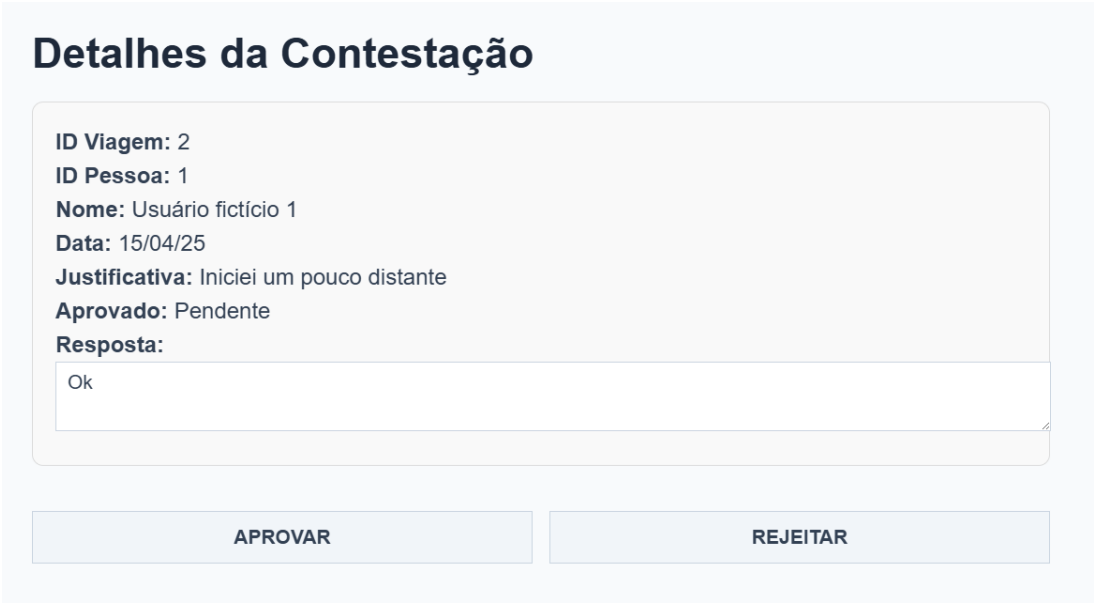 Detalhes da Contestação
ID Viagem: 2
ID Pessoa: 1
Nome: Usuário fictício 1
Data: 15/04/25
Justificativa: Iniciei um pouco distante
Aprovado: Pendente
Resposta:
Ok
APROVAR
REJEITAR